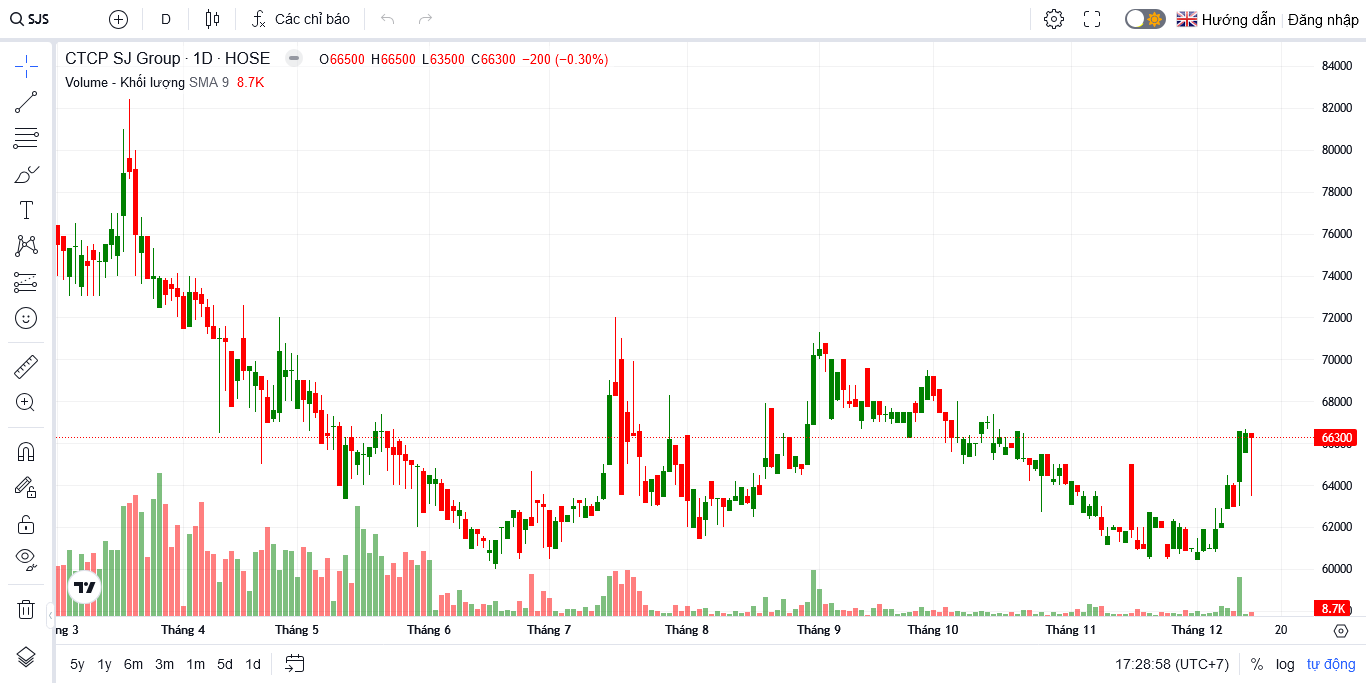 SJS D Các chỉ báo Hướng dẫn Đăng nhập
CTCP SJ Group · 1D · HOSE O66500 H66500 L63500 C66300 −200 (−0.30%)
Volume - Khối lượng SMA 9 8.7K
84000
82000
80000
78000
76000
74000
72000
70000
68000
66300
64000
62000
60000
8.7K
ng 3 Tháng 4 Tháng 5 Tháng 6 Tháng 7 Tháng 8 Tháng 9 Tháng 10 Tháng 11 Tháng 12 20
5y 1y 6m 3m 1m 5d 1d 17:28:58 (UTC+7) % log tự động